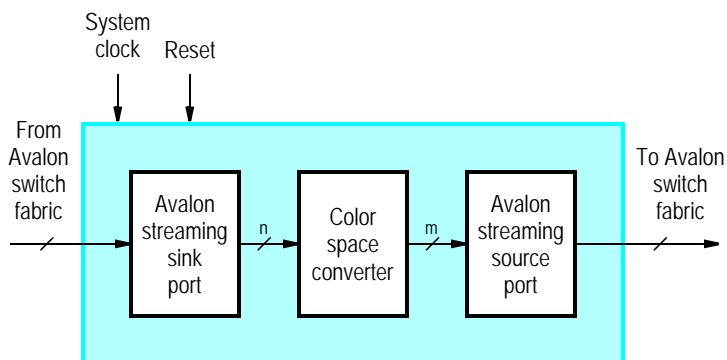 System
clock
Reset
From
Avalon
switch
fabric
Avalon
streaming
sink
port
n
Color
space
converter
m
Avalon
streaming
source
port
To Avalon
switch
fabric